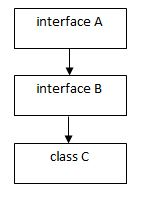 interface A
interface B
class C